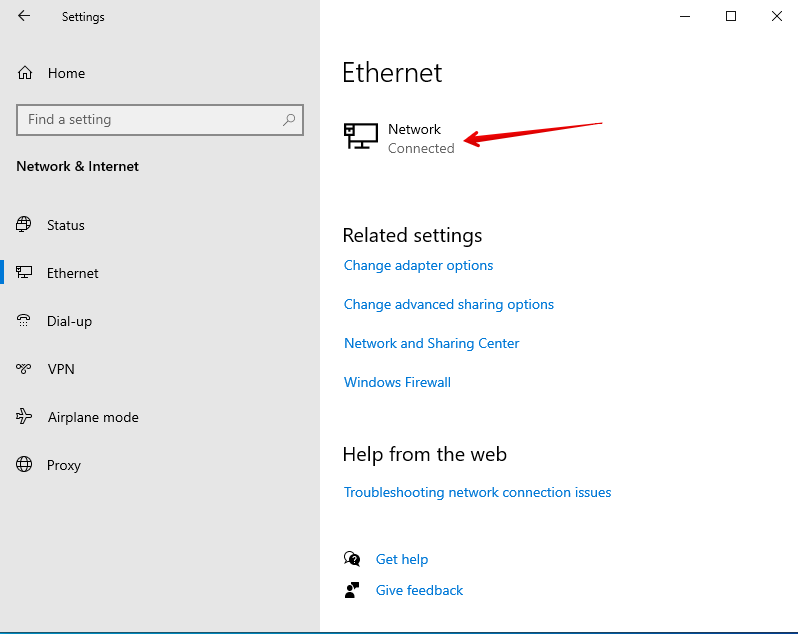 Settings
Home
Find a setting
Network & Internet
Status
Ethernet
Dial-up
VPN
Airplane mode
Proxy
Ethernet
Network
Connected
Related settings
Change adapter options
Change advanced sharing options
Network and Sharing Center
Windows Firewall
Help from the web
Troubleshooting network connection issues
Get help
Give feedback